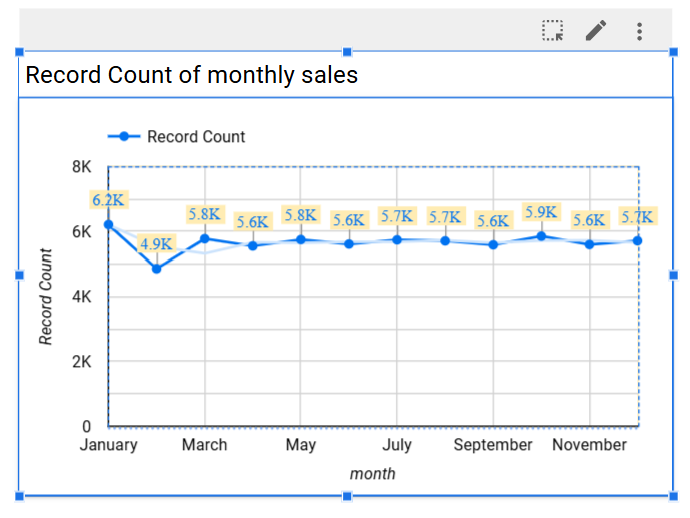 Record Count of monthly sales
Record Count
8K
6K
4K
2K
0
Record Count
6.2K
4.9K
5.8K
5.6K
5.8K
5.6K
5.7K
5.7K
5.6K
5.9K
5.6K
5.7K
January March May July September November
month